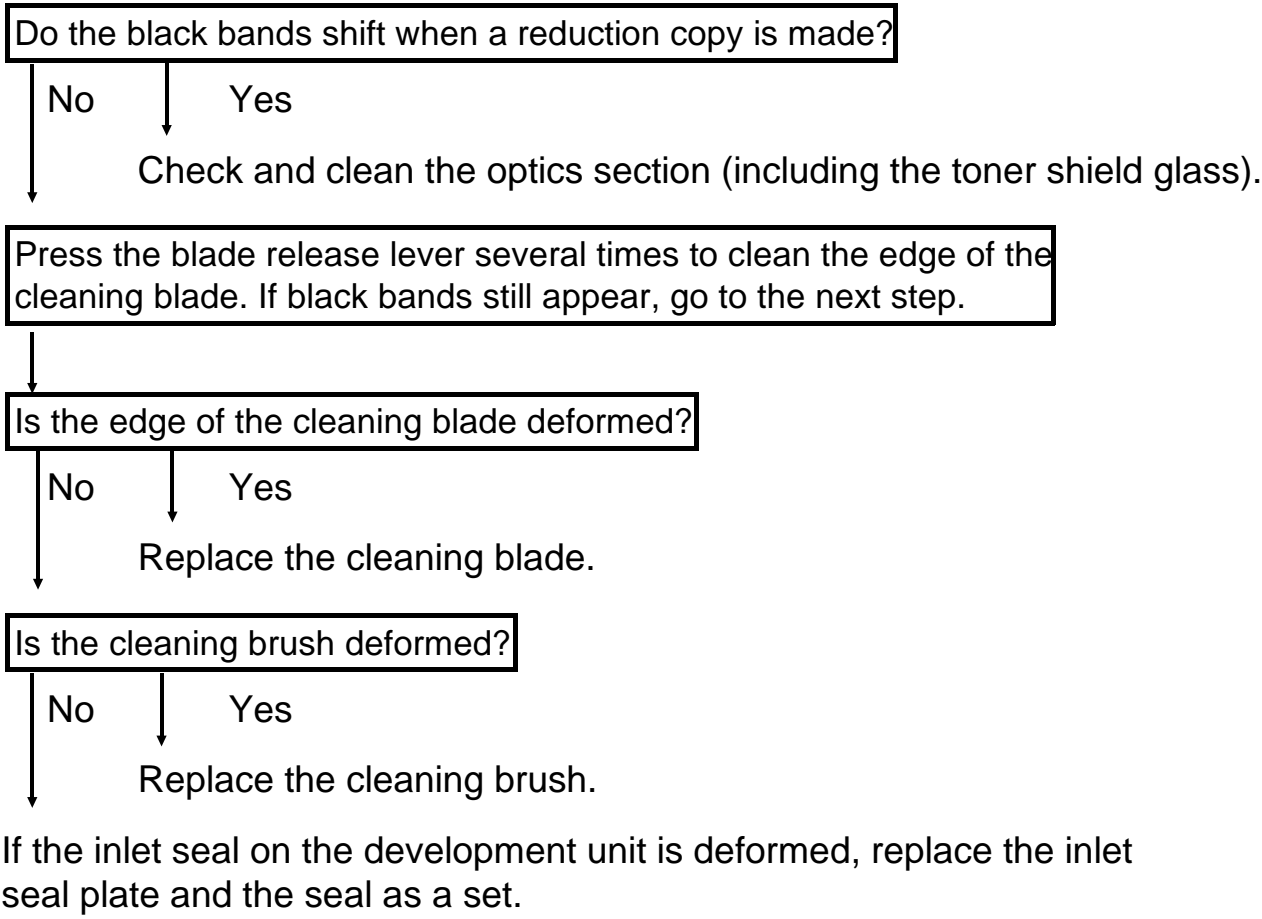 Do the black bands shift when a reduction copy is made?
No Yes
Check and clean the optics section (including the toner shield glass).
Press the blade release lever several times to clean the edge of the
cleaning blade. If black bands still appear, go to the next step.
Is the edge of the cleaning blade deformed?
No Yes
Replace the cleaning blade.
Is the cleaning brush deformed?
No Yes
Replace the cleaning brush.
If the inlet seal on the development unit is deformed, replace the inlet
seal plate and the seal as a set.